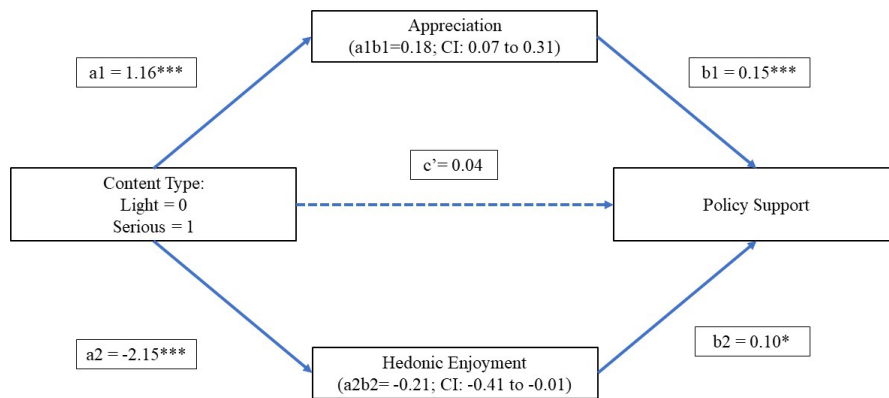 Appreciation
(a1b1=0.18; CI: 0.07 to 0.31)
a1 = 1.16***
b1 = 0.15***
c’= 0.04
Content Type:
Light = 0
Serious = 1
Policy Support
a2 = -2.15***
b2 = 0.10*
Hedonic Enjoyment
(a2b2= -0.21; CI: -0.41 to -0.01)